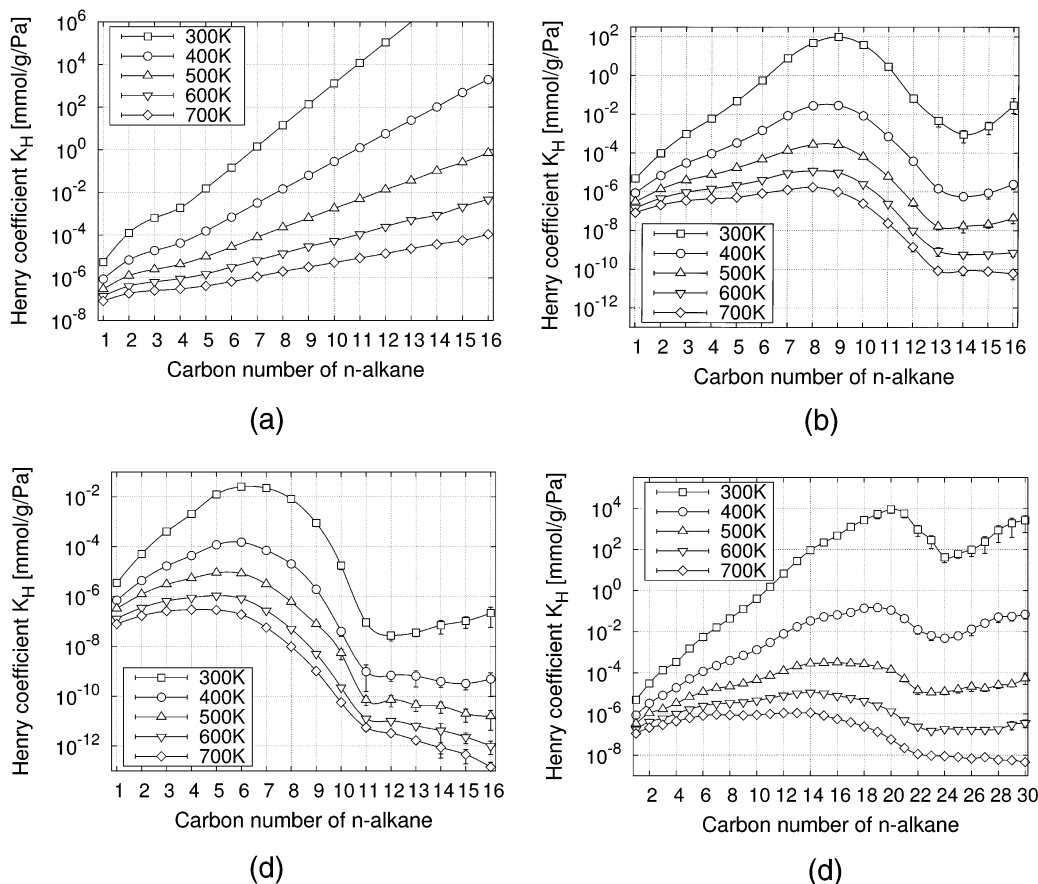 Henry coefficient K_H [mmol/g/Pa]
10^6
10^4
10^2
10^0
10^-2
10^-4
10^-6
10^-8
300K
400K
500K
600K
700K
1 2 3 4 5 6 7 8 9 10 11 12 13 14 15 16
Carbon number of n-alkane
(a)
Henry coefficient K_H [mmol/g/Pa]
10^2
10^0
10^-2
10^-4
10^-6
10^-8
10^-10
10^-12
300K
400K
500K
600K
700K
1 2 3 4 5 6 7 8 9 10 11 12 13 14 15 16
Carbon number of n-alkane
(b)
Henry coefficient K_H [mmol/g/Pa]
10^-2
10^-4
10^-6
10^-8
10^-10
10^-12
300K
400K
500K
600K
700K
1 2 3 4 5 6 7 8 9 10 11 12 13 14 15 16
Carbon number of n-alkane
(d)
Henry coefficient K_H [mmol/g/Pa]
10^4
10^2
10^0
10^-2
10^-4
10^-6
10^-8
300K
400K
500K
600K
700K
2 4 6 8 10 12 14 16 18 20 22 24 26 28 30
Carbon number of n-alkane
(d)